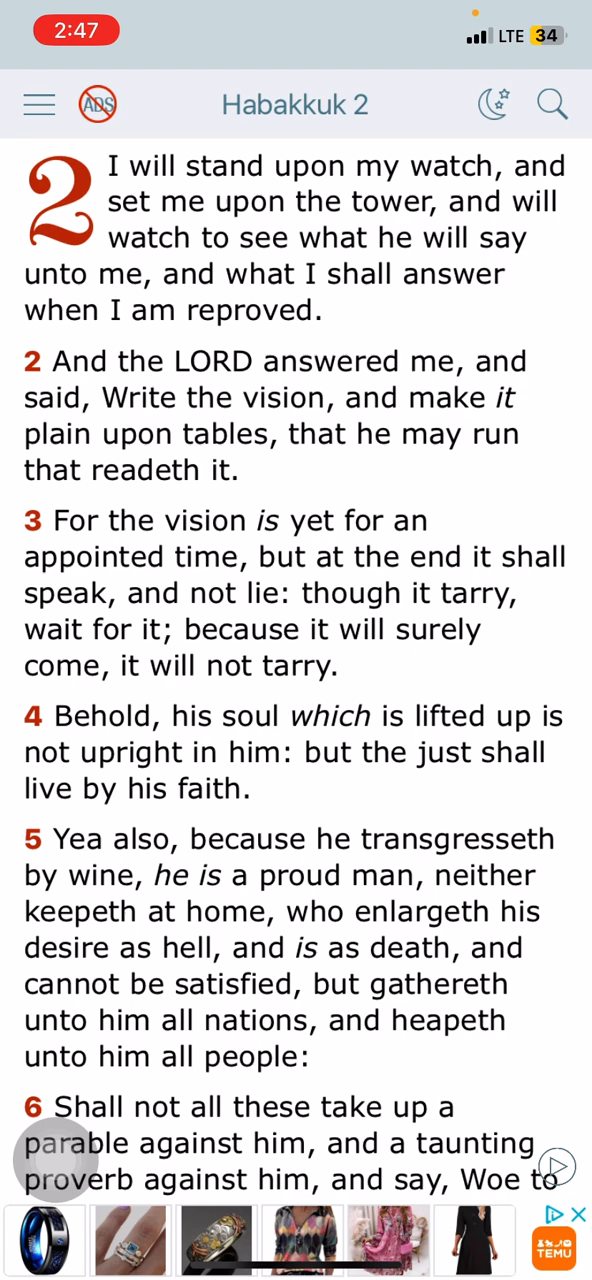 2:47
LTE 34
ADS
Habakkuk 2
2 I will stand upon my watch, and
set me upon the tower, and will
watch to see what he will say
unto me, and what I shall answer
when I am reproved.
2 And the LORD answered me, and
said, Write the vision, and make it
plain upon tables, that he may run
that readeth it.
3 For the vision is yet for an
appointed time, but at the end it shall
speak, and not lie: though it tarry,
wait for it; because it will surely
come, it will not tarry.
4 Behold, his soul which is lifted up is
not upright in him: but the just shall
live by his faith.
5 Yea also, because he transgresseth
by wine, he is a proud man, neither
keepeth at home, who enlargeth his
desire as hell, and is as death, and
cannot be satisfied, but gathereth
unto him all nations, and heapeth
unto him all people:
6 Shall not all these take up a
parable against him, and a taunting
proverb against him, and say, Woe to
TEMU